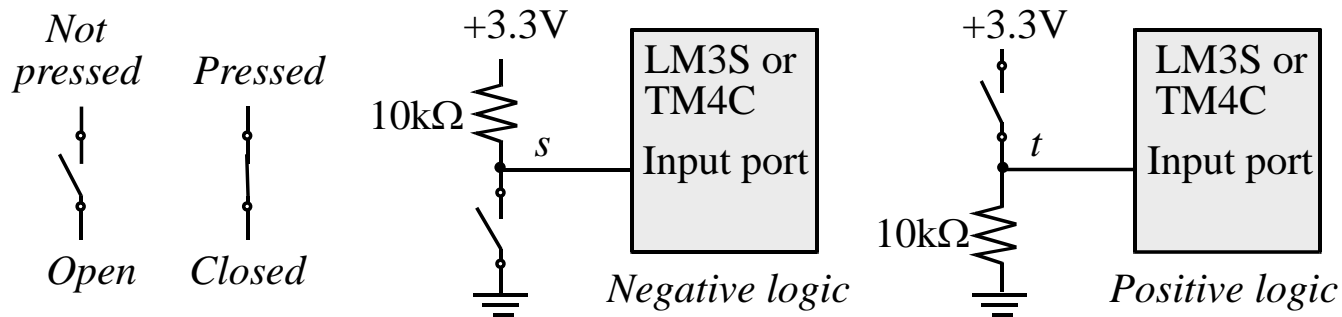 Not
pressed
Pressed
Open
Closed
+3.3V
10kΩ
s
LM3S or
TM4C
Input port
Negative logic
+3.3V
t
10kΩ
LM3S or
TM4C
Input port
Positive logic